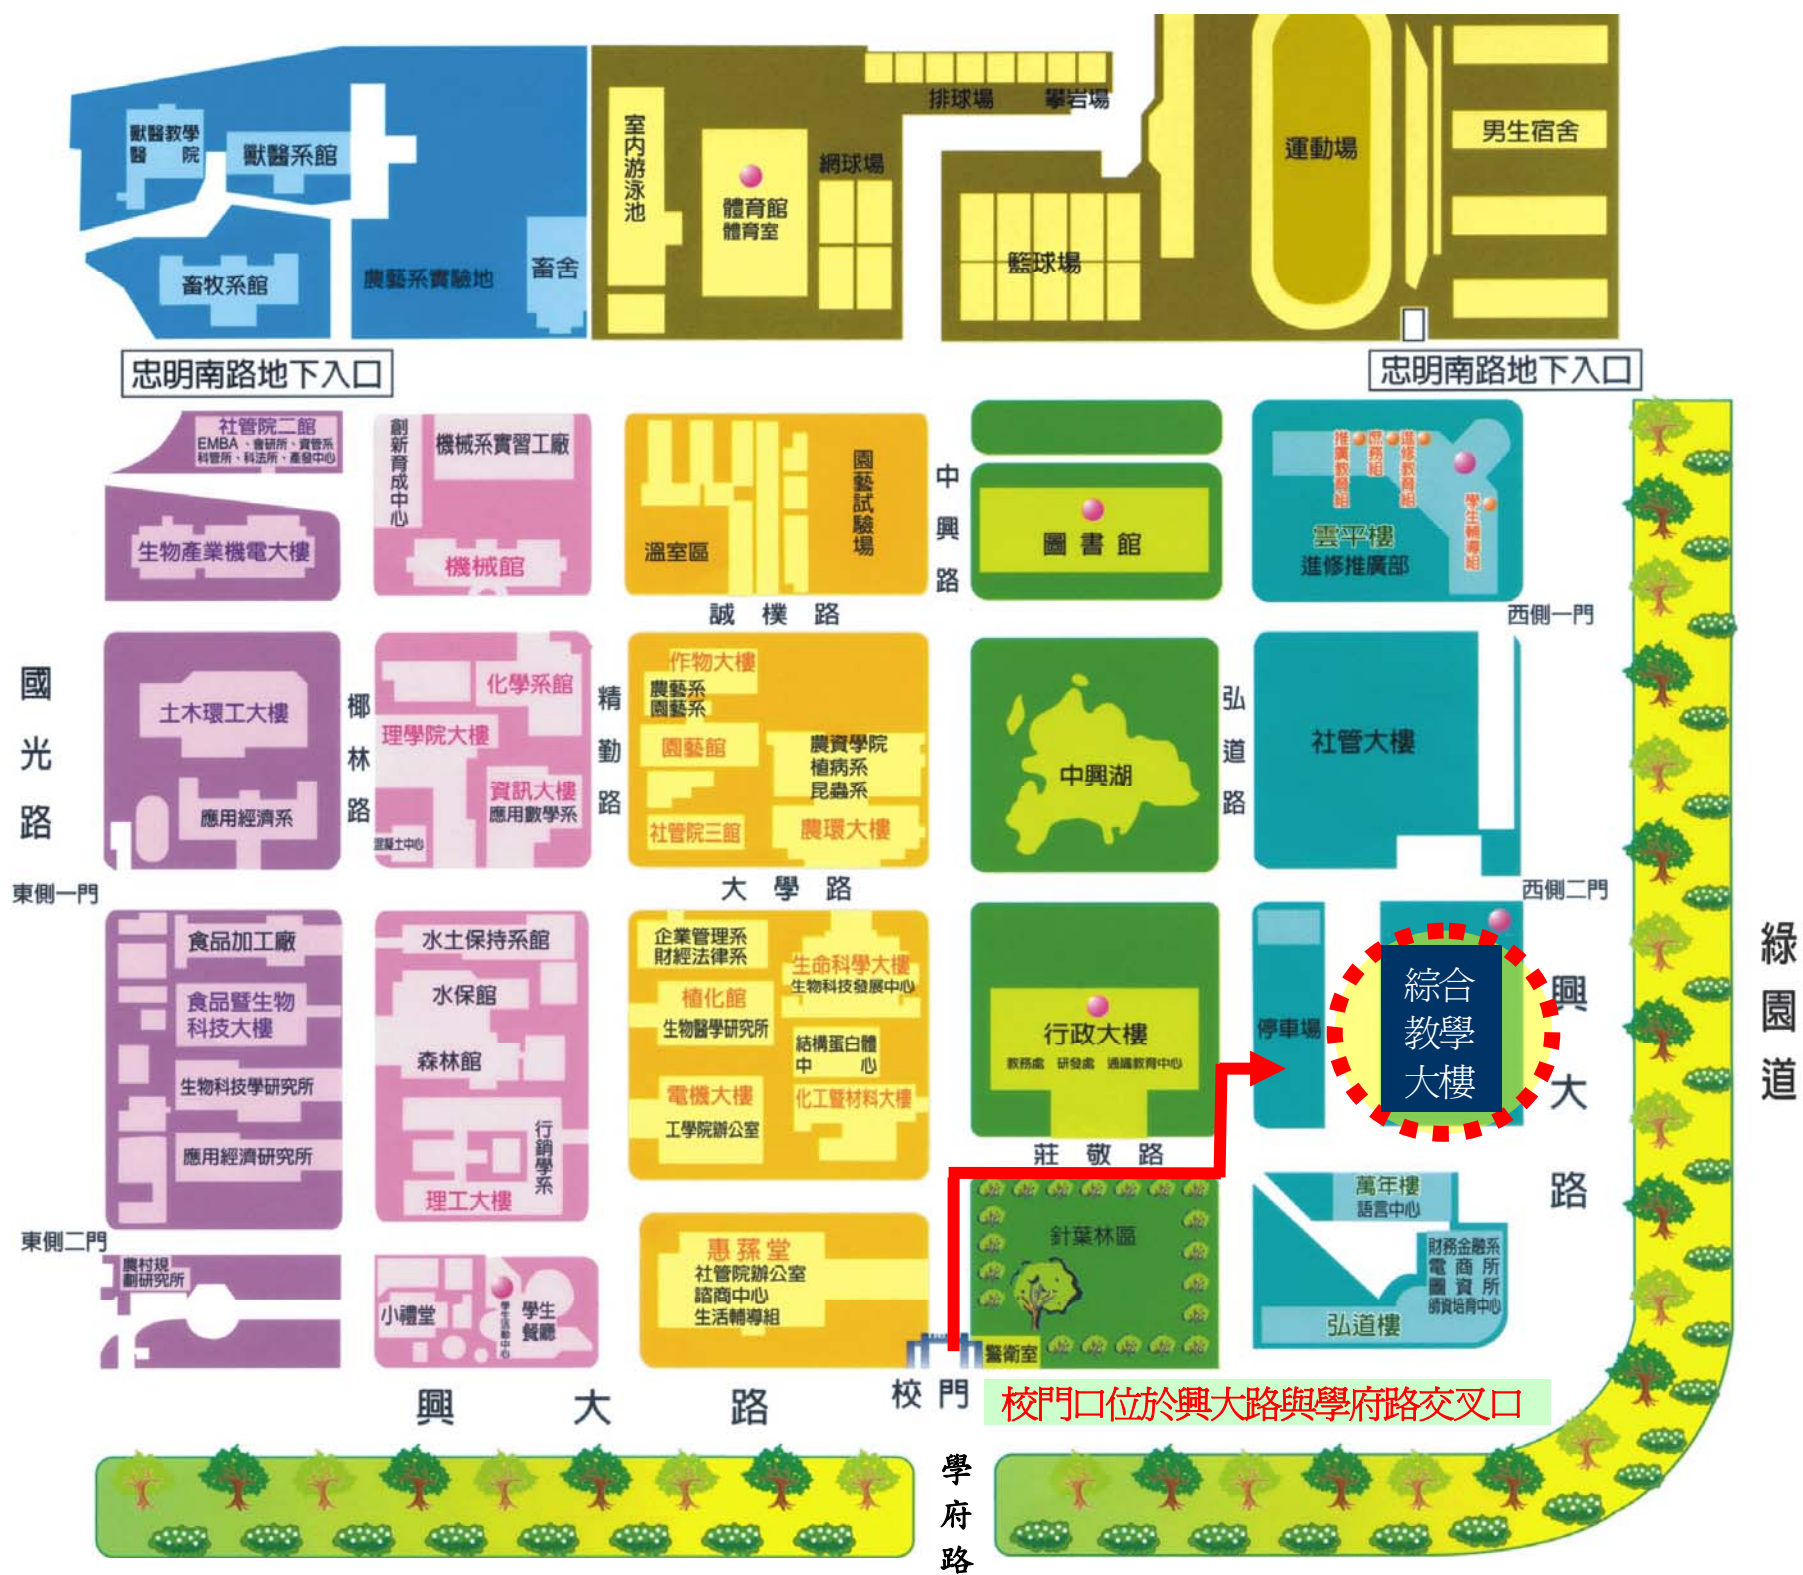 排球場
攀岩場
獸醫教學
醫 院
獸醫系館
室內游泳池
體育館
體育室
網球場
運動場
男生宿舍
籃球場
畜牧系館
農藝系實驗地
畜舍
忠明南路地下入口
忠明南路地下入口
社管院二館
EMBA、會研所、資管系
科管所、科法所、產發中心
創新育成中心
機械系實習工廠
園藝試驗場
中興路
圖書館
推廣教育組
庶務組
進修教育組
學生輔導組
雲平樓
進修推廣部
生物產業機電大樓
機械館
溫室區
誠樸路
西側一門
國光路
土木環工大樓
椰林路
化學系館
理學院大樓
精勤路
作物大樓
農藝系
園藝系
園藝館
農資學院
植病系
昆蟲系
中興湖
弘道路
社管大樓
應用經濟系
資訊大樓
應用數學系
混凝土中心
社管院三館
農環大樓
東側一門
大學路
西側二門
食品加工廠
水土保持系館
企業管理系
財經法律系
生命科學大樓
生物科技發展中心
綠園道
食品暨生物
科技大樓
水保館
植化館
生物醫學研究所
行政大樓
教務處 研發處 通識教育中心
停車場
綜合
教學
大樓
興大路
結構蛋白體
中 心
森林館
生物科技學研究所
電機大樓
工學院辦公室
化工暨材料大樓
應用經濟研究所
行銷學系
理工大樓
莊敬路
東側二門
農村規
劃研究所
小禮堂
學生活動中心
學生
餐廳
惠蓀堂
社管院辦公室
諮商中心
生活輔導組
針葉林區
萬年樓
語言中心
財務金融系
電商所
圖資所
師資培育中心
弘道樓
警衛室
興大路
校門
校門口位於興大路與學府路交叉口
學府路